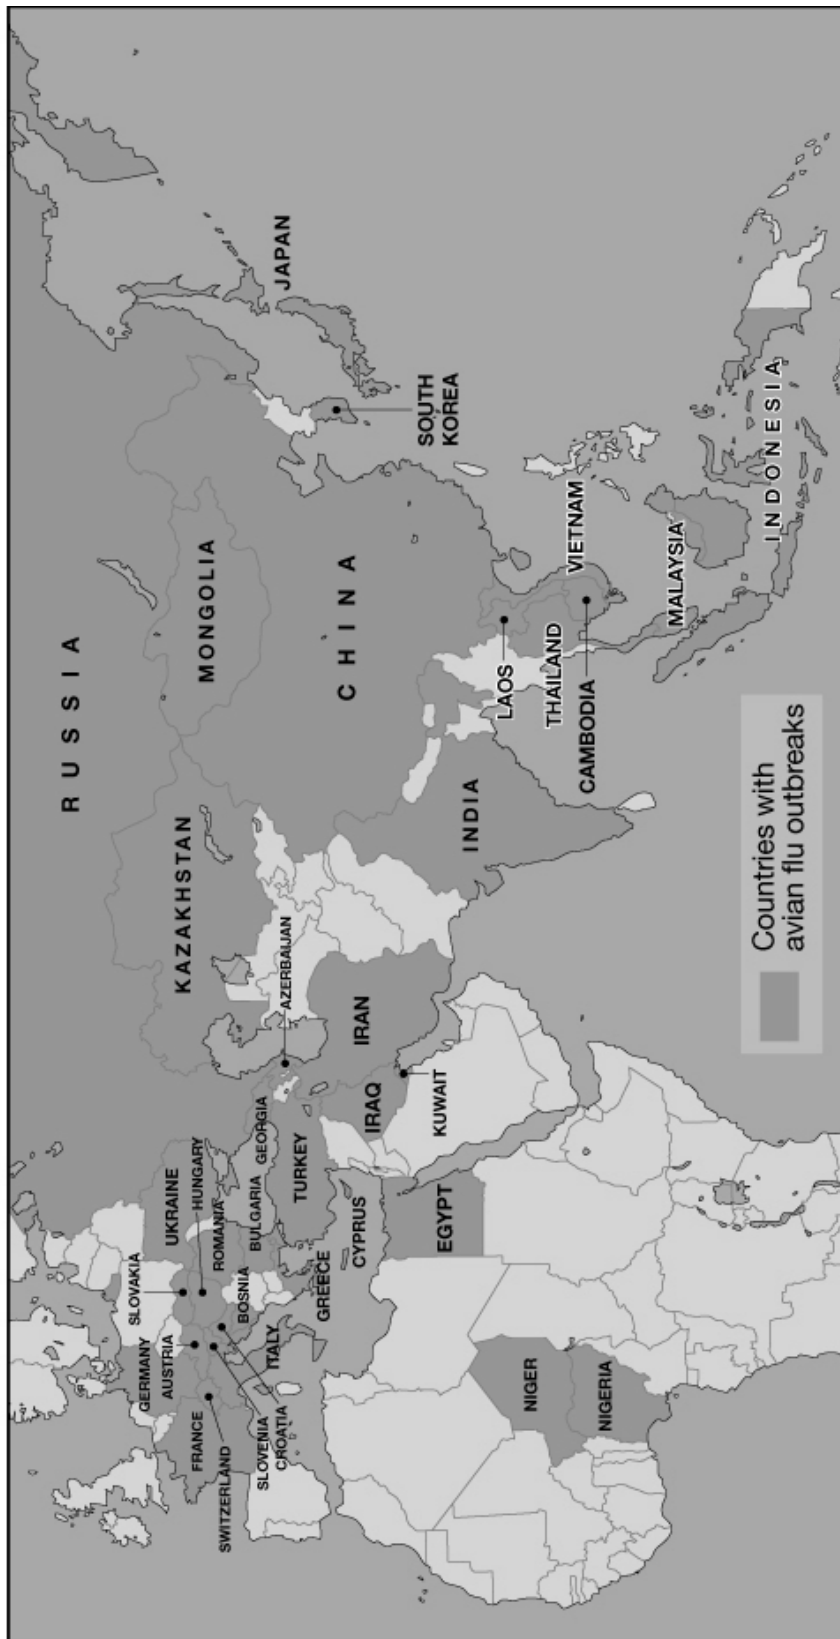 RUSSIA
KAZAKHSTAN
MONGOLIA
CHINA
JAPAN
SOUTH
KOREA
UKRAINE
HUNGARY
SLOVAKIA
GERMANY
AUSTRIA
FRANCE
SWITZERLAND
SLOVENIA
CROATIA
ITALY
BOSNIA
ROMANIA
BULGARIA
GREECE
GEORGIA
AZERBAIJAN
TURKEY
CYPRUS
IRAQ
IRAN
KUWAIT
EGYPT
NIGER
NIGERIA
INDIA
LAOS
THAILAND
CAMBODIA
VIETNAM
MALAYSIA
INDONESIA
Countries with
avian flu outbreaks